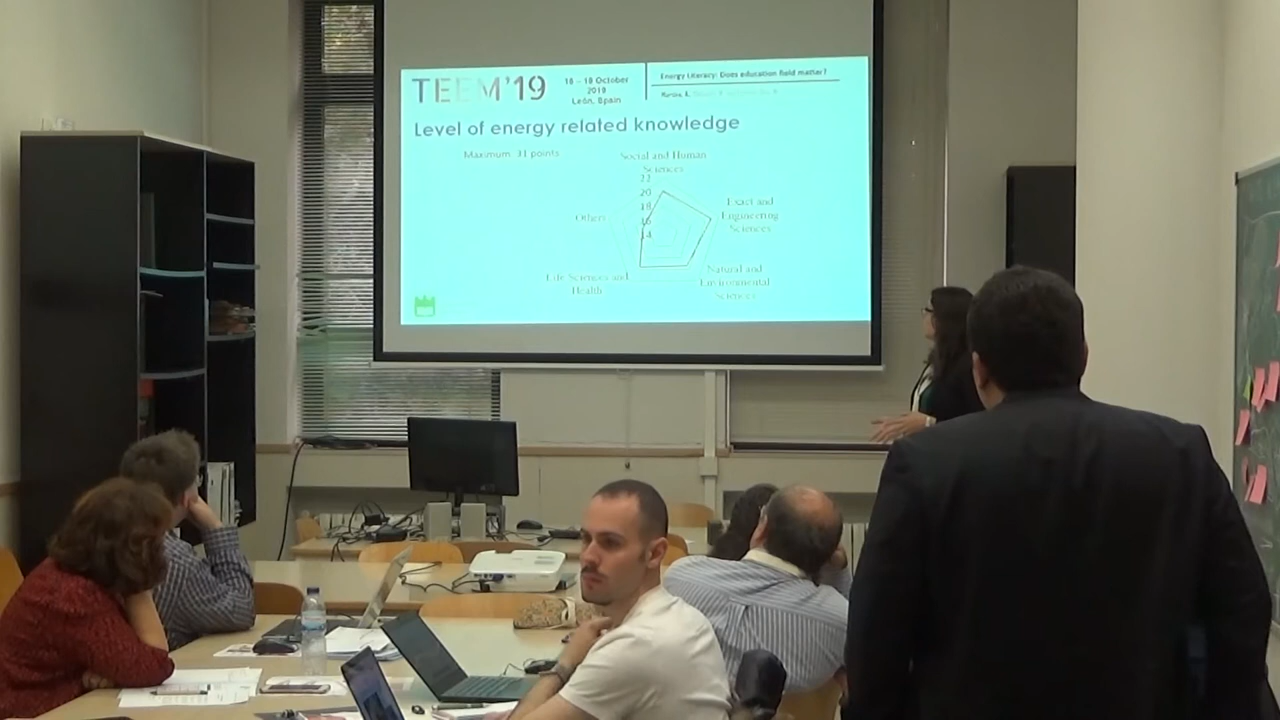 TEEM'19
16 - 18 October
2019
León, Spain
Energy Literacy: Does education field matter?
Martins, A.
Level of energy related knowledge
Maximum: 31 points
Social and Human
Sciences
22
20
18
16
14
Exact and
Engineering
Sciences
Others
Natural and
Environmental
Sciences
Life Sciences and
Health